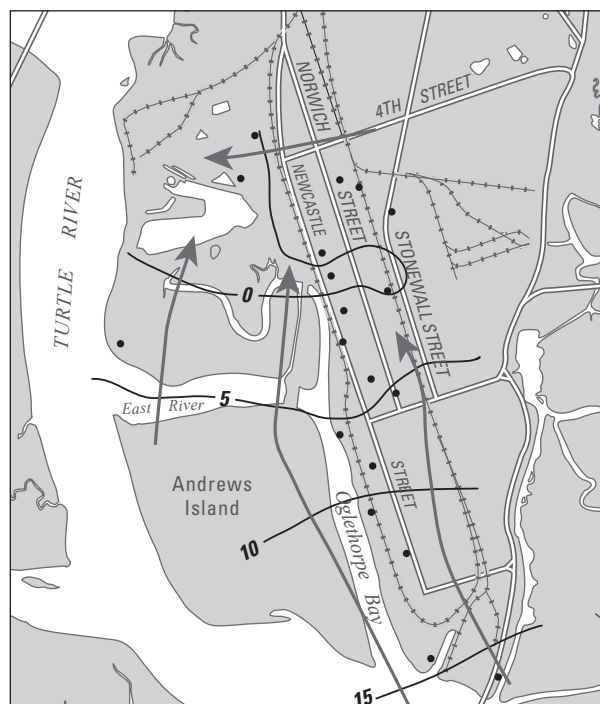 NORWICH
4TH STREET
NEWCASTLE
STREET
STONEWALL STREET
TURTLE RIVER
0
East River
5
Andrews
Island
STREET
Oglethorpe Bay
10
15